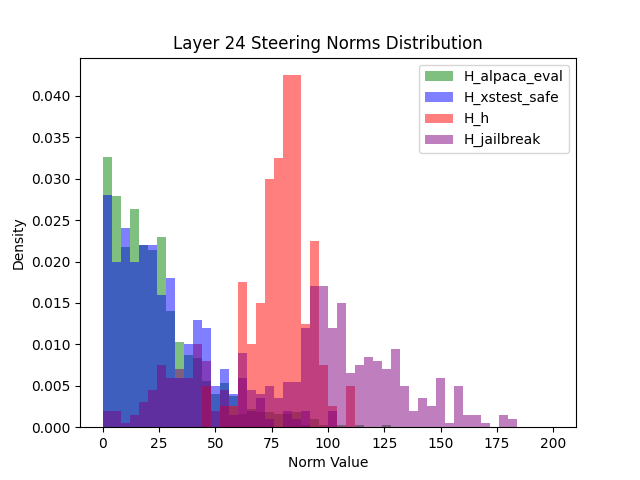 Layer 24 Steering Norms Distribution
H_alpaca_eval
H_xstest_safe
H_h
H_jailbreak
Density
0.040
0.035
0.030
0.025
0.020
0.015
0.010
0.005
0.000
0 25 50 75 100 125 150 175 200
Norm Value